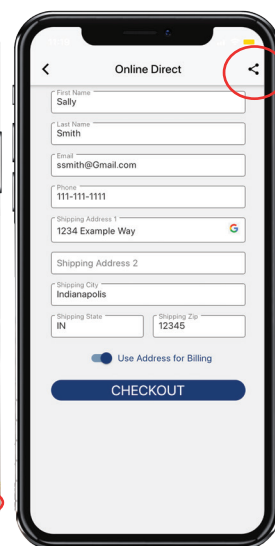 Online Direct
First Name
Sally
Last Name
Smith
Email
ssmith@Gmail.com
Phone
111-111-1111
Shipping Address 1
1234 Example Way
G
Shipping Address 2
Shipping City
Indianapolis
Shipping State
IN
Shipping Zip
12345
Use Address for Billing
CHECKOUT